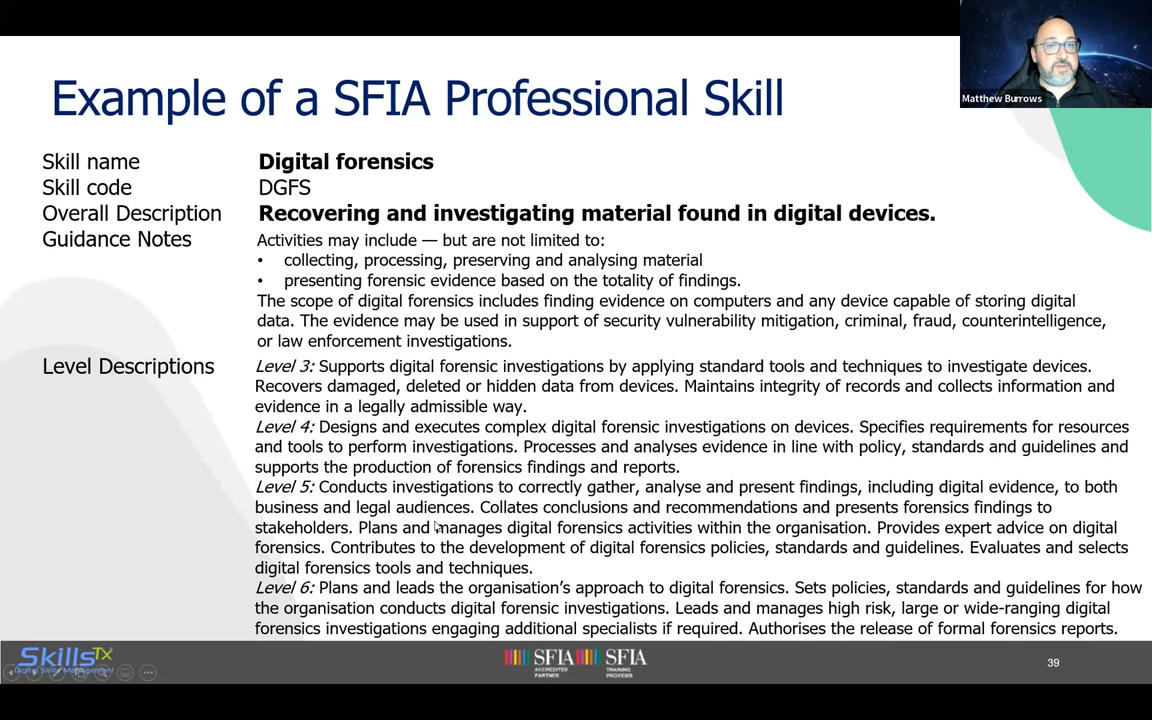 Matthew Burrows
Example of a SFIA Professional Skill
Skill name Digital forensics
Skill code DGFS
Overall Description Recovering and investigating material found in digital devices.
Guidance Notes Activities may include — but are not limited to:
• collecting, processing, preserving and analysing material
• presenting forensic evidence based on the totality of findings.
The scope of digital forensics includes finding evidence on computers and any device capable of storing digital
data. The evidence may be used in support of security vulnerability mitigation, criminal, fraud, counterintelligence,
or law enforcement investigations.
Level Descriptions Level 3: Supports digital forensic investigations by applying standard tools and techniques to investigate devices.
Recovers damaged, deleted or hidden data from devices. Maintains integrity of records and collects information and
evidence in a legally admissible way.
Level 4: Designs and executes complex digital forensic investigations on devices. Specifies requirements for resources
and tools to perform investigations. Processes and analyses evidence in line with policy, standards and guidelines and
supports the production of forensics findings and reports.
Level 5: Conducts investigations to correctly gather, analyse and present findings, including digital evidence, to both
business and legal audiences. Collates conclusions and recommendations and presents forensics findings to
stakeholders. Plans and manages digital forensics activities within the organisation. Provides expert advice on digital
forensics. Contributes to the development of digital forensics policies, standards and guidelines. Evaluates and selects
digital forensics tools and techniques.
Level 6: Plans and leads the organisation's approach to digital forensics. Sets policies, standards and guidelines for how
the organisation conducts digital forensic investigations. Leads and manages high risk, large or wide-ranging digital
forensics investigations engaging additional specialists if required. Authorises the release of formal forensics reports.
SkillsTX
Digital Skills Management
SFIA
ACCREDITED
PARTNER
SFIA
TRAINING
PROVIDER
39